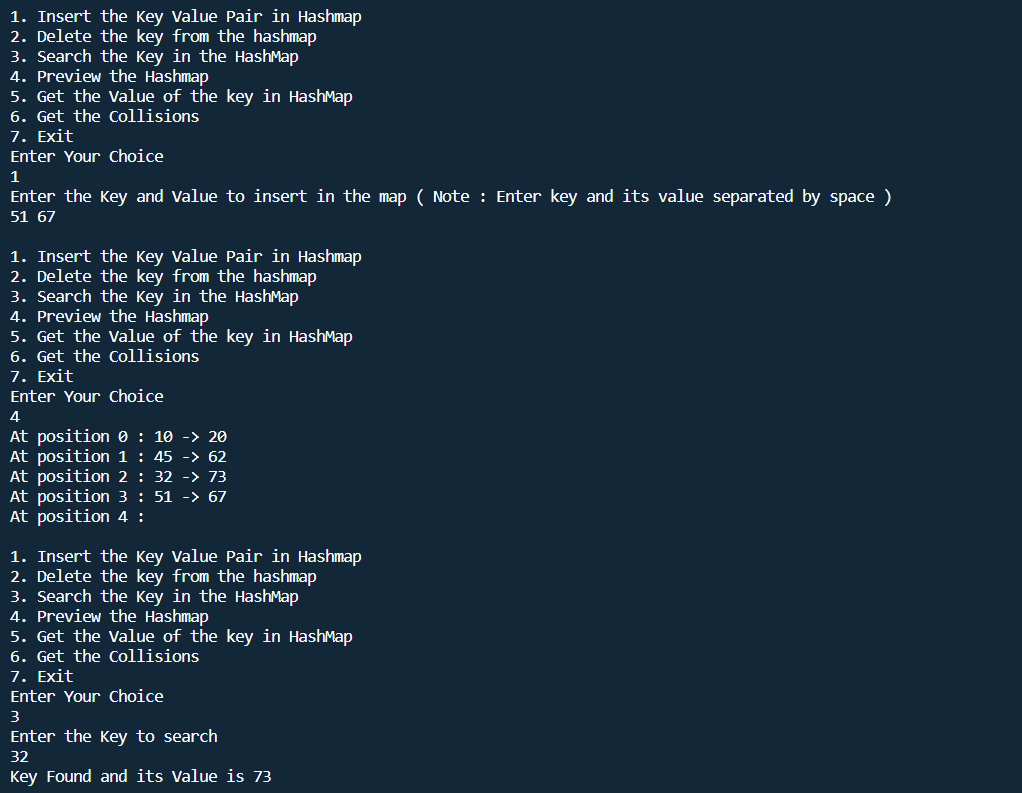 1. Insert the Key Value Pair in Hashmap
2. Delete the key from the hashmap
3. Search the Key in the HashMap
4. Preview the Hashmap
5. Get the Value of the key in HashMap
6. Get the Collisions
7. Exit
Enter Your Choice
1
Enter the Key and Value to insert in the map ( Note : Enter key and its value separated by space )
51 67
1. Insert the Key Value Pair in Hashmap
2. Delete the key from the hashmap
3. Search the Key in the HashMap
4. Preview the Hashmap
5. Get the Value of the key in HashMap
6. Get the Collisions
7. Exit
Enter Your Choice
4
At position 0 : 10 -> 20
At position 1 : 45 -> 62
At position 2 : 32 -> 73
At position 3 : 51 -> 67
At position 4 :
1. Insert the Key Value Pair in Hashmap
2. Delete the key from the hashmap
3. Search the Key in the HashMap
4. Preview the Hashmap
5. Get the Value of the key in HashMap
6. Get the Collisions
7. Exit
Enter Your Choice
3
Enter the Key to search
32
Key Found and its Value is 73